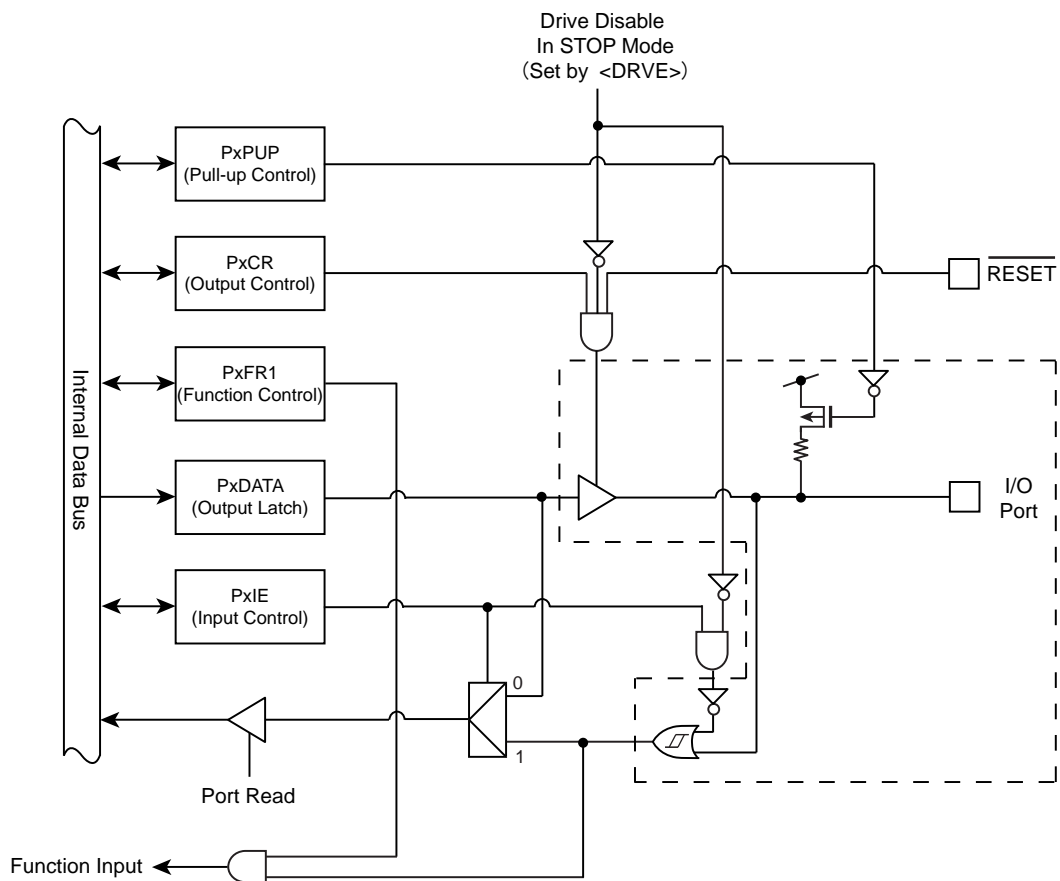 Drive Disable
In STOP Mode
(Set by <DRVE>)
PxPUP
(Pull-up Control)
PxCR
(Output Control)
RESET
PxFR1
(Function Control)
Internal Data Bus
PxDATA
(Output Latch)
I/O
Port
PxIE
(Input Control)
0
1
Port Read
Function Input